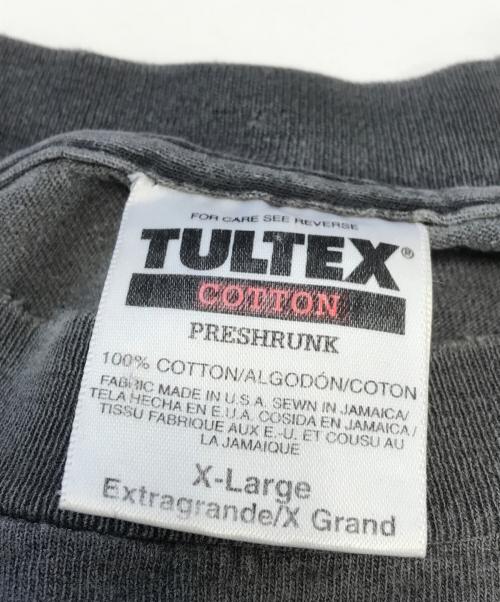 FOR CARE SEE REVERSE
TULTEX®
COTTON
PRESHRUNK
100% COTTON/ALGODÓN/COTON
FABRIC MADE IN U.S.A. SEWN IN JAMAICA/
TELA HECHA EN E.U.A. COSIDA EN JAMAICA/
TISSU FABRIQUE AUX E.-U. ET COUSU AU
LA JAMAIQUE
X-Large
Extragrande/X Grand